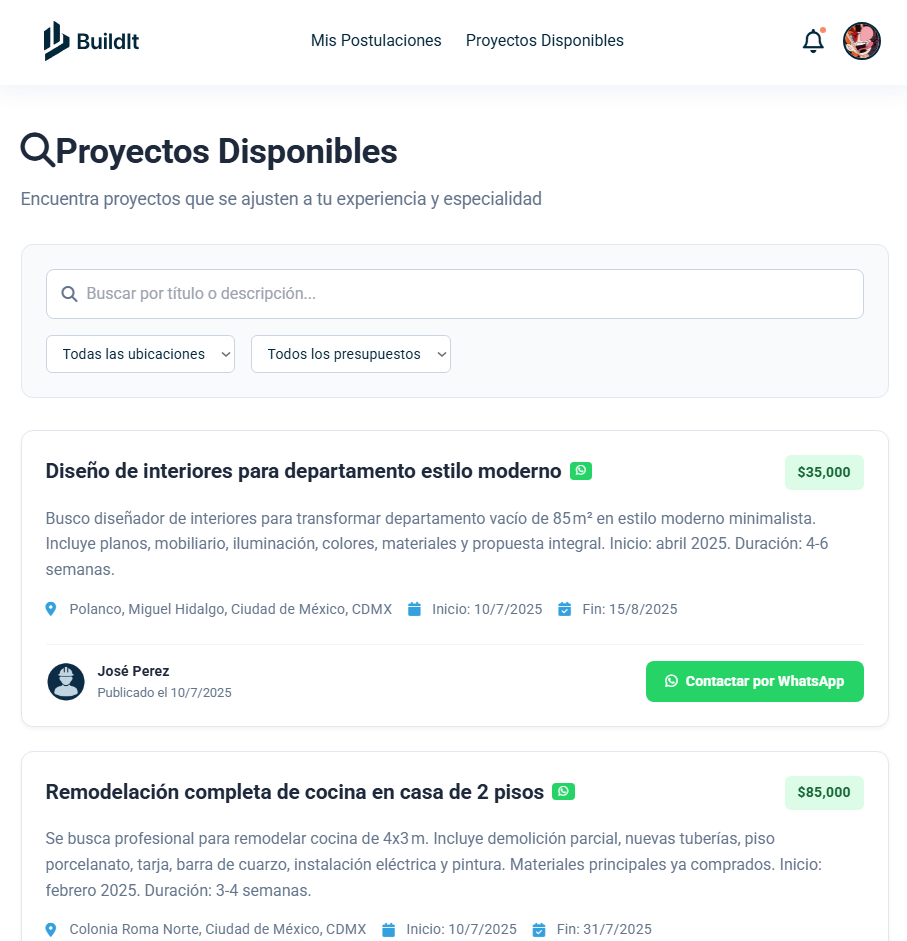 BuildIt
Mis Postulaciones Proyectos Disponibles
Proyectos Disponibles
Encuentra proyectos que se ajusten a tu experiencia y especialidad
Buscar por título o descripción...
Todas las ubicaciones Todos los presupuestos
Diseño de interiores para departamento estilo moderno $35,000
Busco diseñador de interiores para transformar departamento vacío de 85 m² en estilo moderno minimalista.
Incluye planos, mobiliario, iluminación, colores, materiales y propuesta integral. Inicio: abril 2025. Duración: 4-6
semanas.
Polanco, Miguel Hidalgo, Ciudad de México, CDMX Inicio: 10/7/2025 Fin: 15/8/2025
José Perez
Publicado el 10/7/2025
Contactar por WhatsApp
Remodelación completa de cocina en casa de 2 pisos $85,000
Se busca profesional para remodelar cocina de 4x3 m. Incluye demolición parcial, nuevas tuberías, piso
porcelanato, tarja, barra de cuarzo, instalación eléctrica y pintura. Materiales principales ya comprados. Inicio:
febrero 2025. Duración: 3-4 semanas.
Colonia Roma Norte, Ciudad de México, CDMX Inicio: 10/7/2025 Fin: 31/7/2025